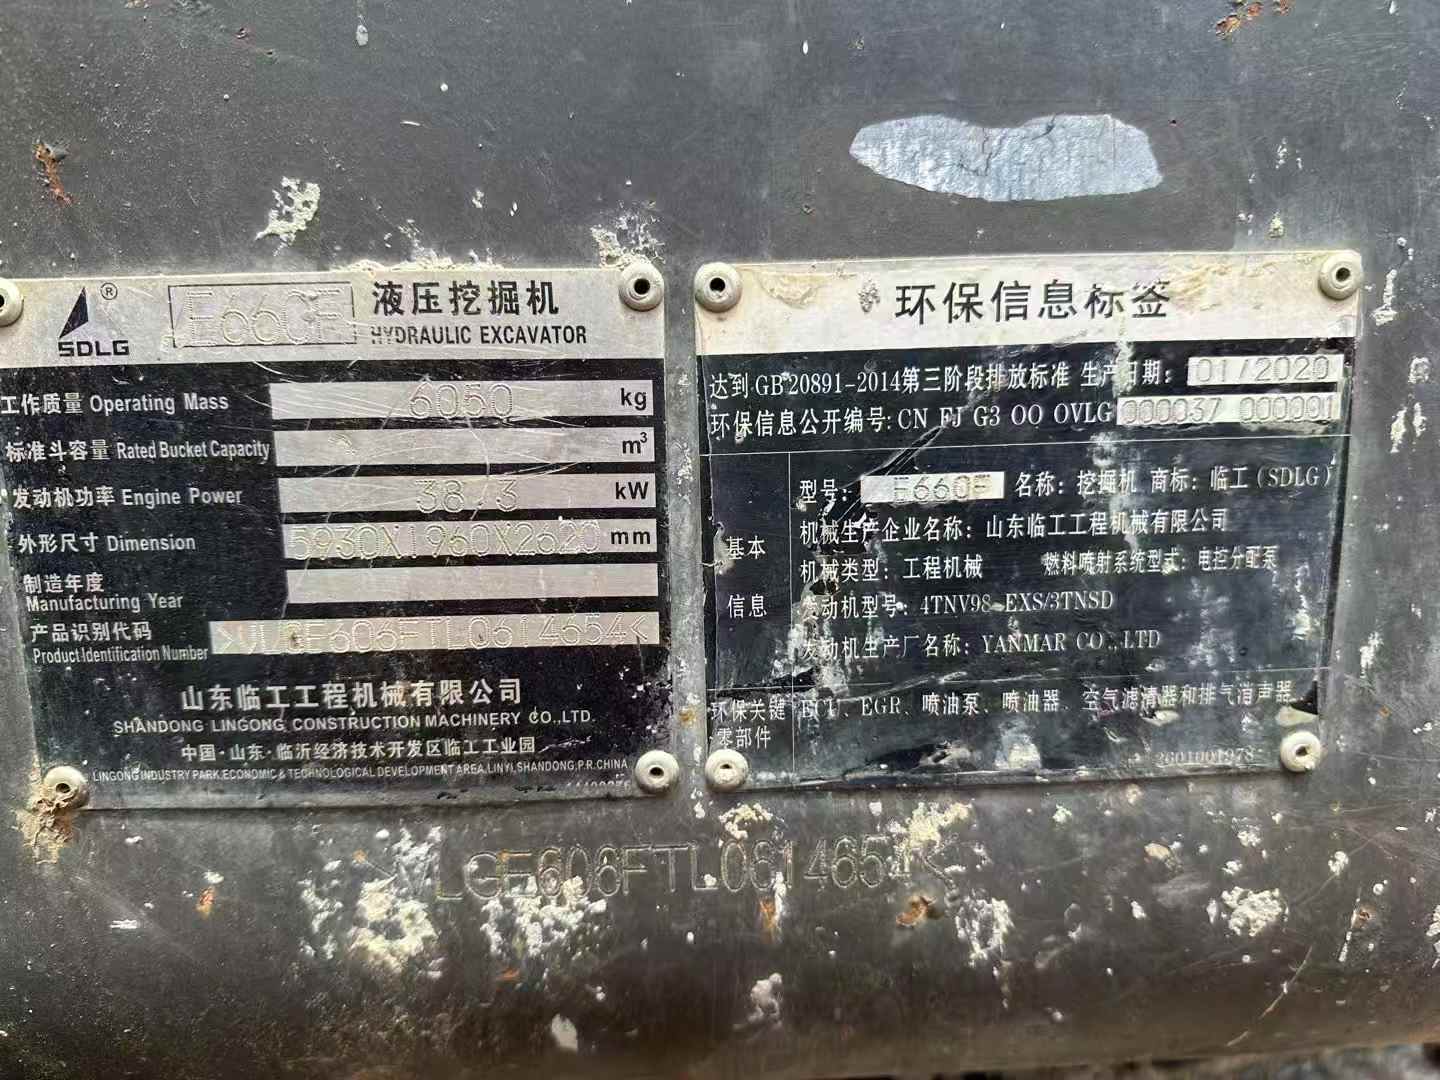 SDLG ® E660F 液压挖掘机
HYDRAULIC EXCAVATOR
工作质量 Operating Mass 6050 kg
标准斗容量 Rated Bucket Capacity m³
发动机功率 Engine Power 38/3 kW
外形尺寸 Dimension 5930X1960X2620 mm
制造年度
Manufacturing Year
产品识别代码
Product Identification Number >VLGE606FTL0614654<
山东临工工程机械有限公司
SHANDONG LINGONG CONSTRUCTION MACHINERY CO.,LTD.
中国·山东·临沂经济技术开发区临工工业园
LINGONG INDUSTRY PARK,ECONOMIC & TECHNOLOGICAL DEVELOPMENT AREA,LINYI,SHANDONG,P.R.CHINA
环保信息标签
达到GB 20891-2014第三阶段排放标准 生产日期: 01/2020
环保信息公开编号: CN FJ G3 00 0VLG 000037 000001
基本信息
型号: E660F 名称: 挖掘机 商标: 临工(SDLG)
机械生产企业名称: 山东临工工程机械有限公司
机械类型: 工程机械 燃料喷射系统型式: 电控分配泵
发动机型号: 4TNV98-EXS/3TNSD
发动机生产厂名称: YANMAR CO.,LTD
环保关键零部件
ECU、EGR、喷油泵、喷油器、空气滤清器和排气消声器
2601001978
>VLGE606FTL0614654<